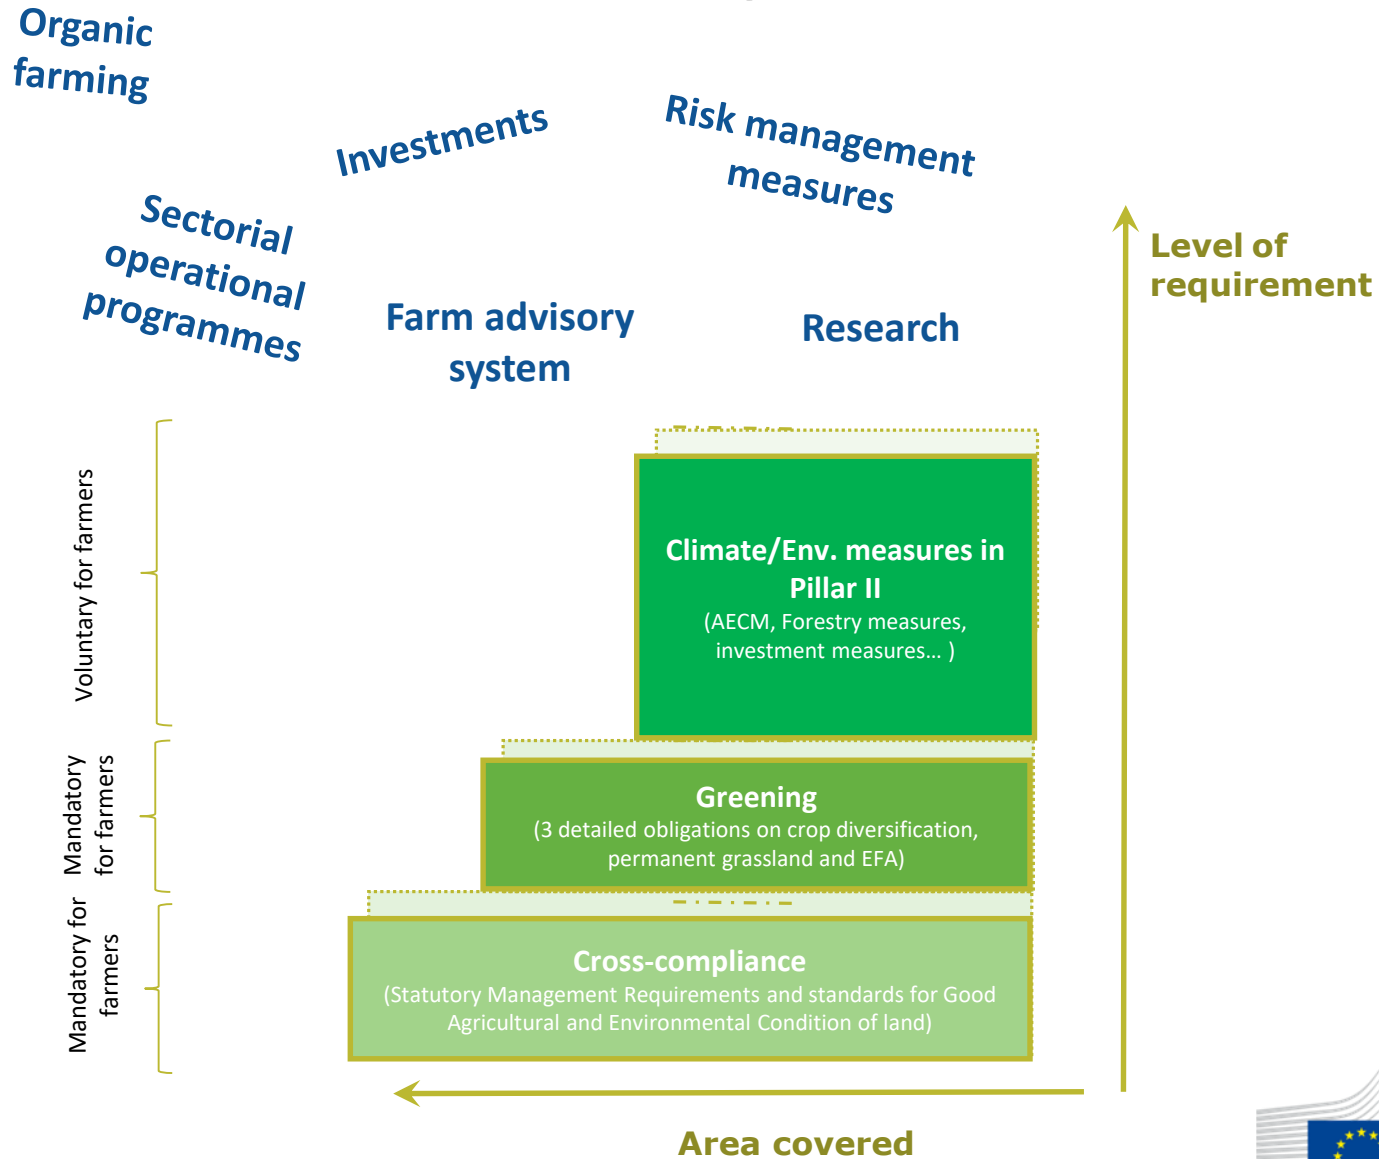 Organic
farming
Investments
Risk management
measures
Sectorial
operational
programmes
Level of
requirement
Farm advisory
system
Research
Voluntary for farmers
Climate/Env. measures in
Pillar II
(AECM, Forestry measures,
investment measures… )
Mandatory
for farmers
Greening
(3 detailed obligations on crop diversification,
permanent grassland and EFA)
Mandatory for
farmers
Cross-compliance
(Statutory Management Requirements and standards for Good
Agricultural and Environmental Condition of land)
Area covered